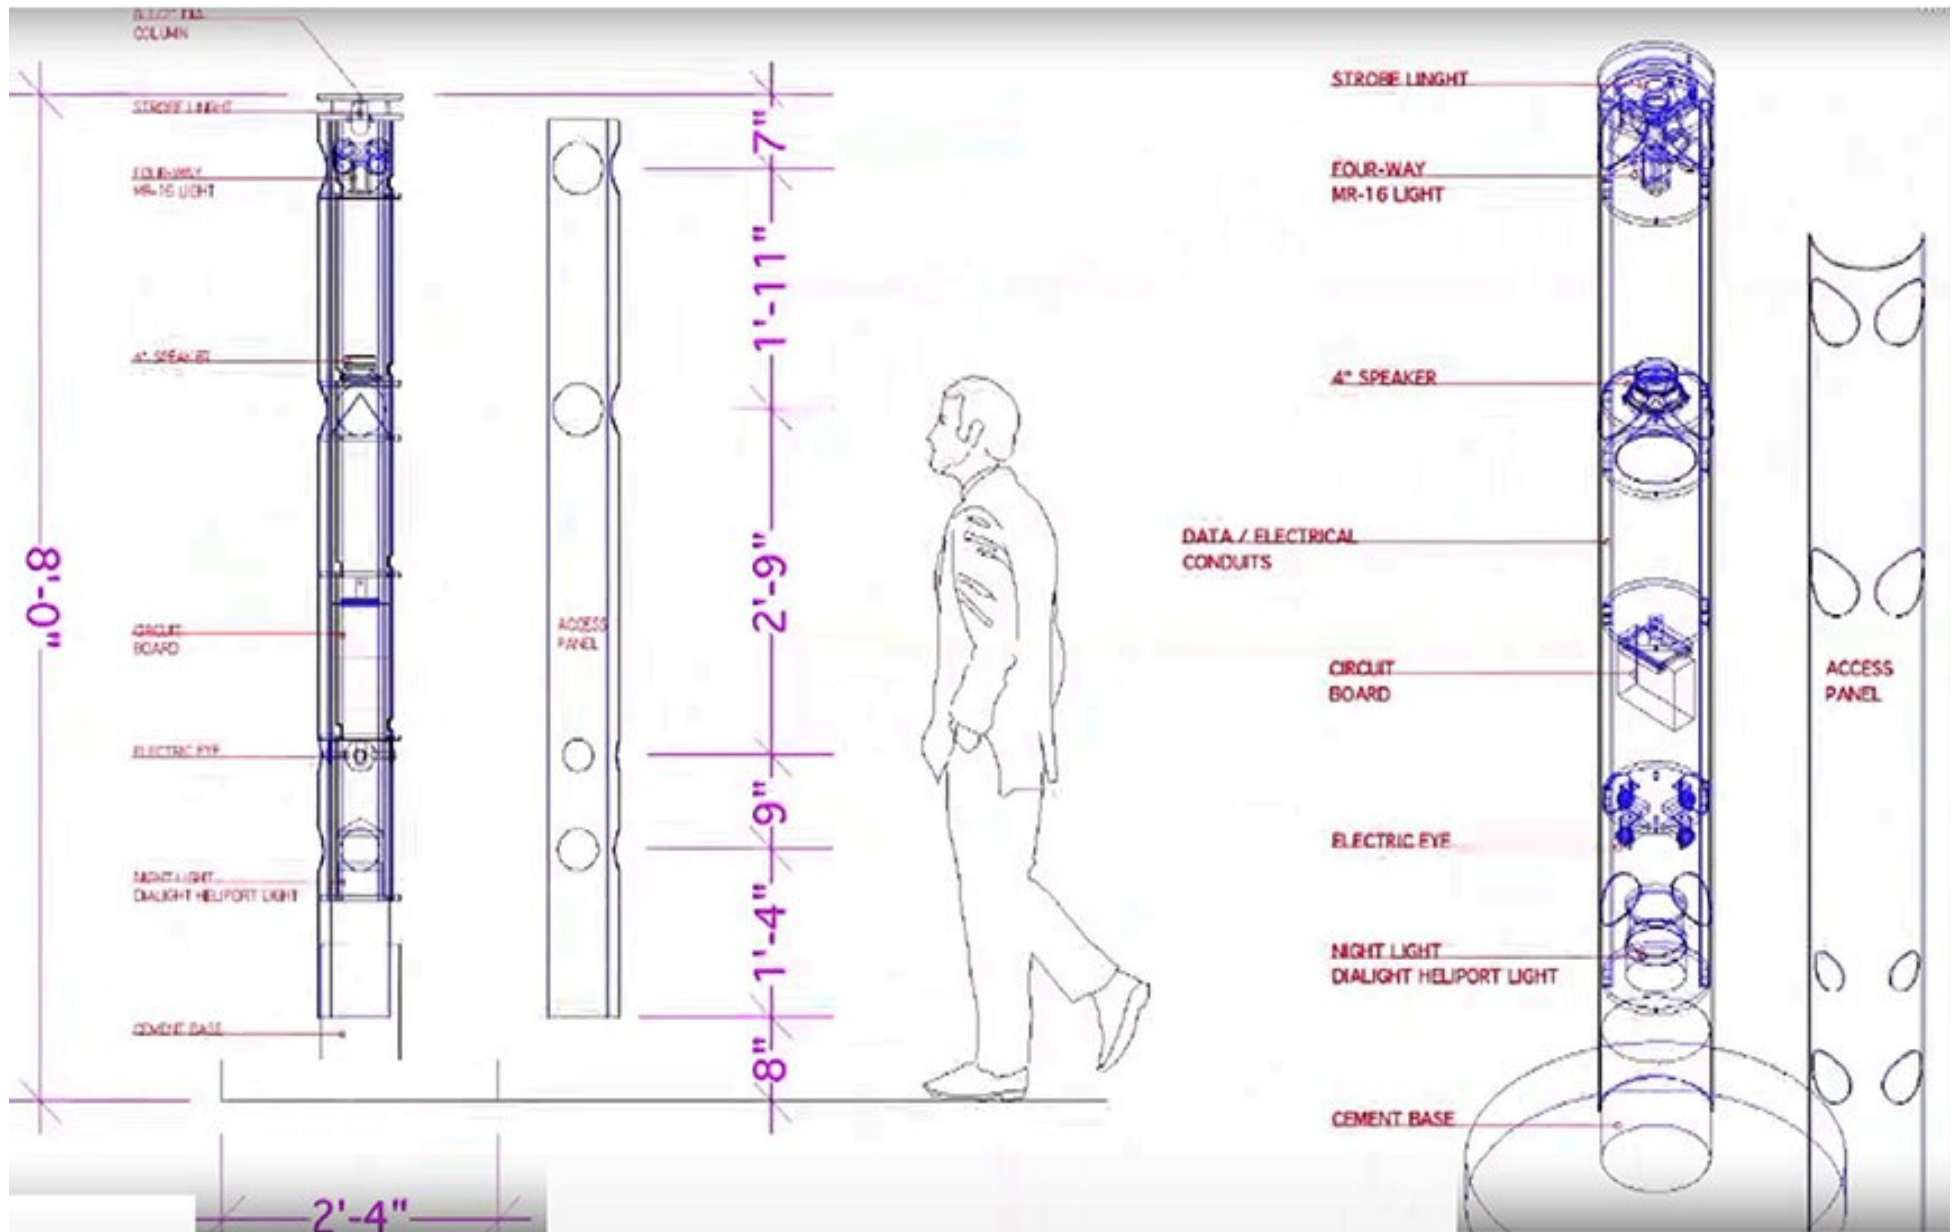 COLUMN
STROBE LINGHT
FOUR-WAY
MR-16 LIGHT
4" SPEAKER
CIRCUIT
BOARD
ELECTRIC EYE
NIGHT LIGHT
DIALIGHT HELIPORT LIGHT
CEMENT BASE
8'-0"
2'-4"
ACCESS
PANEL
7"
1'-11"
2'-9"
9"
1'-4"
8"
STROBE LINGHT
FOUR-WAY
MR-16 LIGHT
4" SPEAKER
DATA / ELECTRICAL
CONDUITS
CIRCUIT
BOARD
ELECTRIC EYE
NIGHT LIGHT
DIALIGHT HELIPORT LIGHT
CEMENT BASE
ACCESS
PANEL